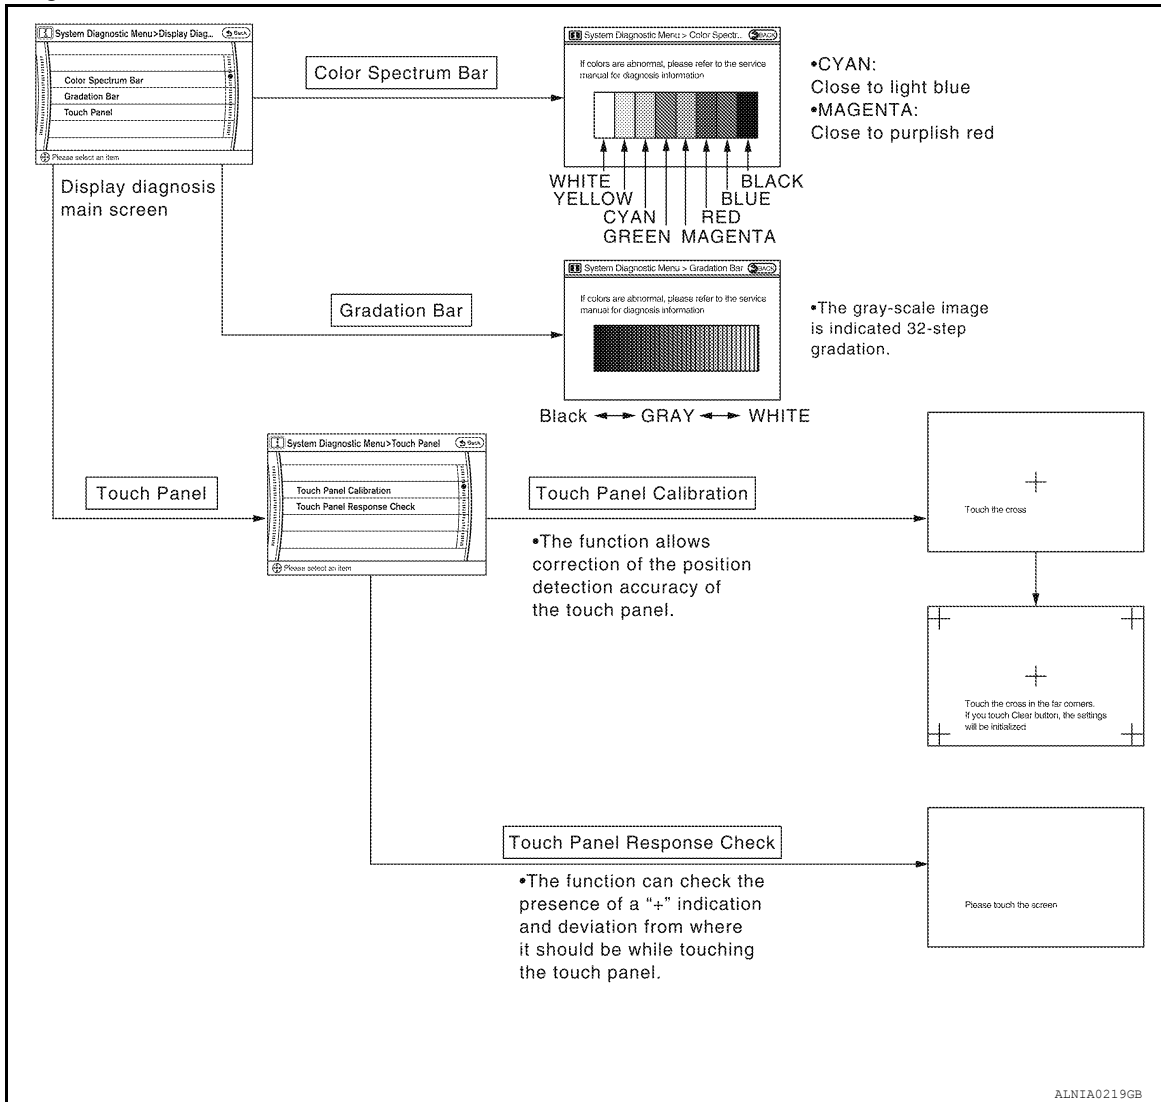 System Diagnostic Menu>Display Diag...
Back
Color Spectrum Bar
Gradation Bar
Touch Panel
Please select an item
Display diagnosis
main screen
Color Spectrum Bar
System Diagnostic Menu > Color Spectr..
BACK
If colors are abnormal, please refer to the service
manual for diagnosis information
WHITE
YELLOW
CYAN
GREEN
MAGENTA
RED
BLUE
BLACK
•CYAN:
Close to light blue
•MAGENTA:
Close to purplish red
Gradation Bar
System Diagnostic Menu > Gradation Bar
BACK
If colors are abnormal, please refer to the service
manual for diagnosis information
Black
GRAY
WHITE
•The gray-scale image
is indicated 32-step
gradation.
Touch Panel
System Diagnostic Menu>Touch Panel
Back
Touch Panel Calibration
Touch Panel Response Check
Please select an item
Touch Panel Calibration
•The function allows
correction of the position
detection accuracy of
the touch panel.
Touch the cross
Touch the cross in the far corners.
If you touch Clear button, the settings
will be initialized
Touch Panel Response Check
•The function can check the
presence of a “+” indication
and deviation from where
it should be while touching
the touch panel.
Please touch the screen
ALNIA0219GB